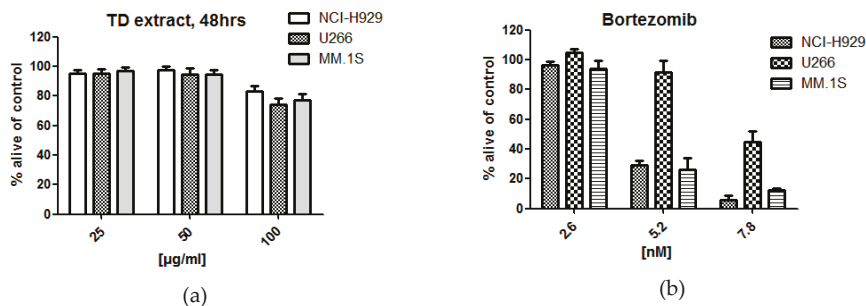 TD extract, 48hrs
NCI-H929
U266
MM.1S
% alive of control
120
100
80
60
40
20
0
25
50
100
[µg/ml]
(a)
Bortezomib
NCI-H929
U266
MM.1S
% alive of control
120
100
80
60
40
20
0
2.6
5.2
7.8
[nM]
(b)